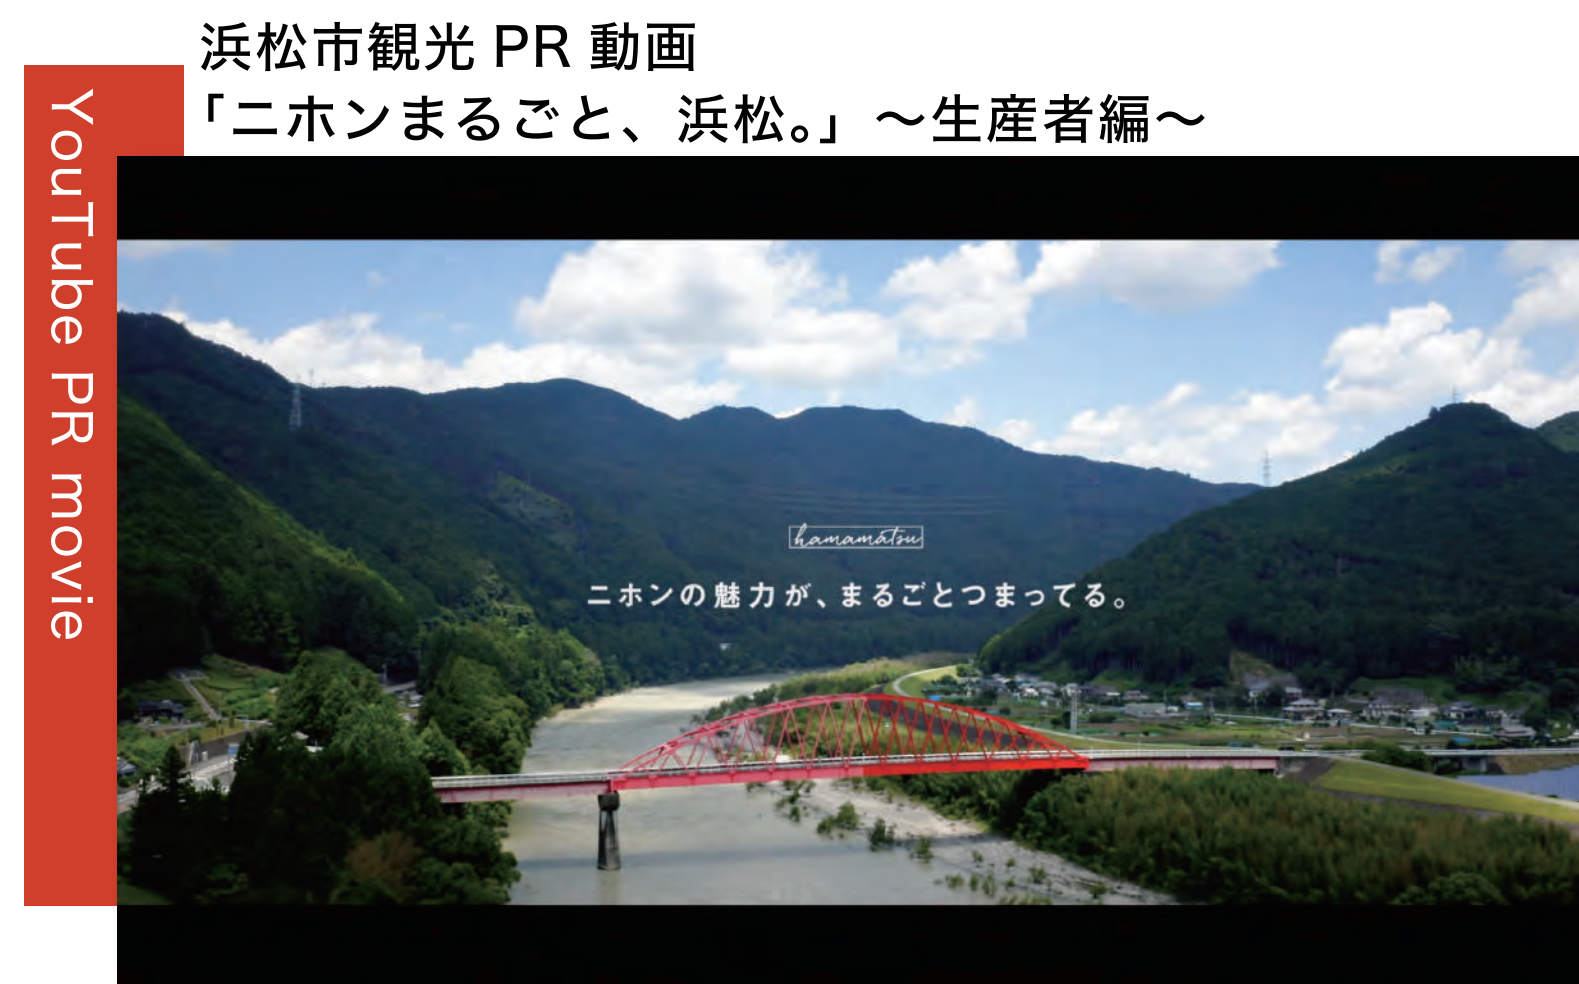 浜松市観光 PR 動画
「ニホンまるごと、浜松。」～生産者編～
YouTube PR movie
hamamatsu
ニホンの魅力が、まるごとつまってる。